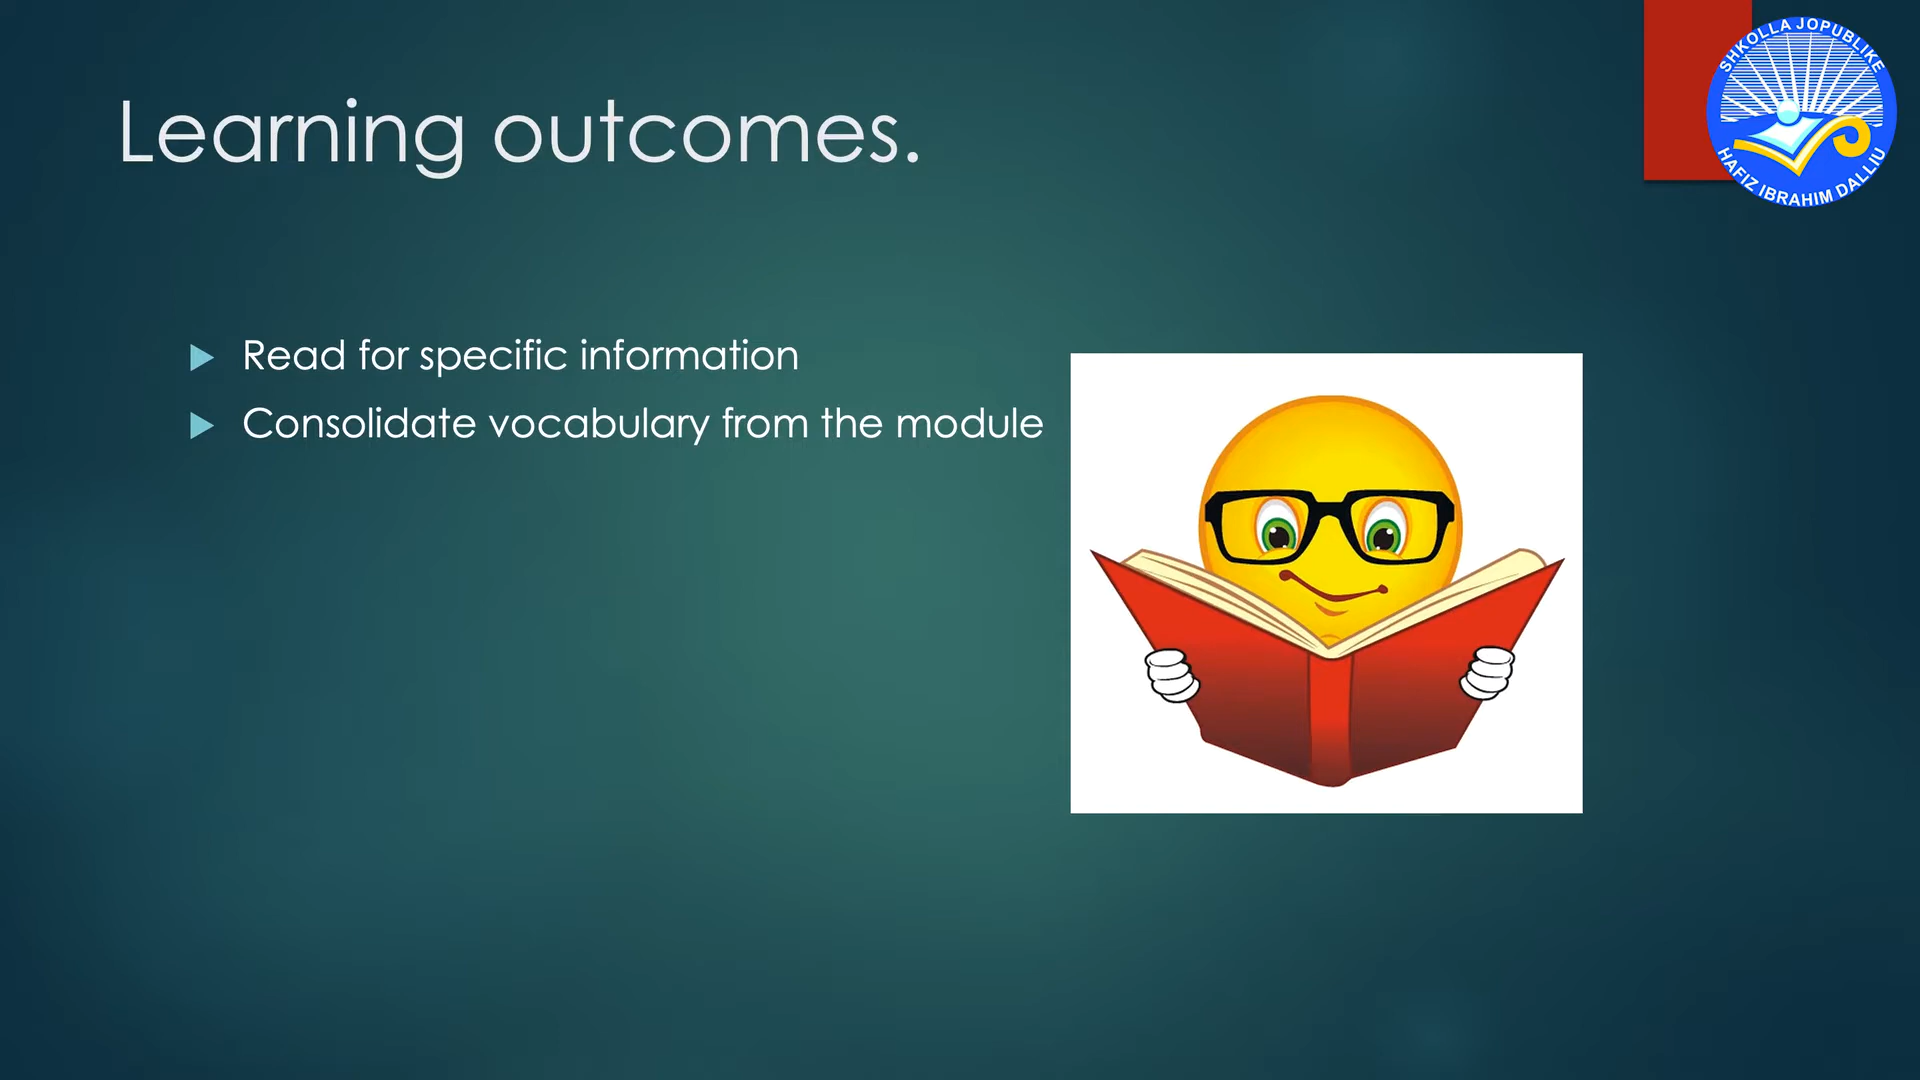 SHKOLLA JOPUBLIKE
HAFIZ IBRAHIM DALLIU
Learning outcomes.
Read for specific information
Consolidate vocabulary from the module